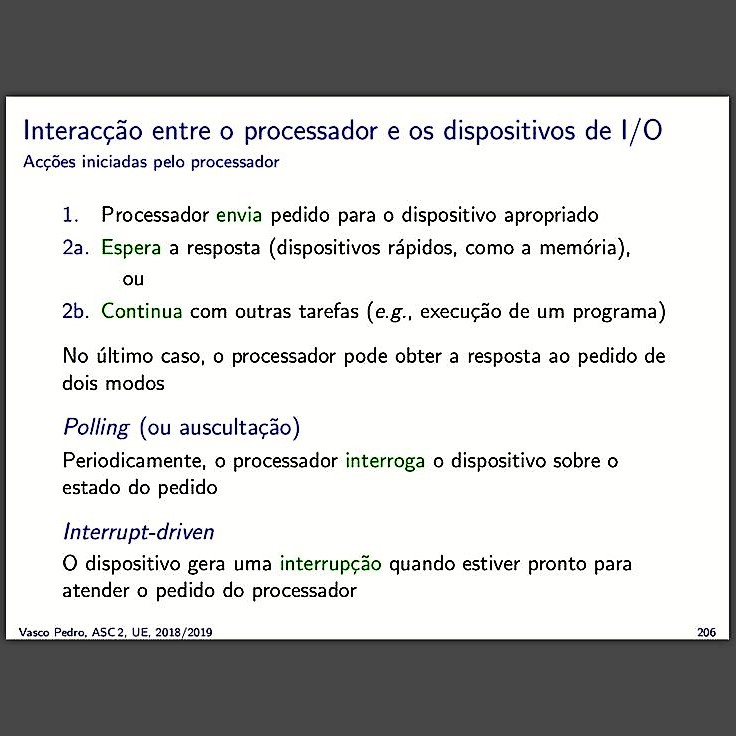 Interacção entre o processador e os dispositivos de I/O
Acções iniciadas pelo processador
1. Processador envia pedido para o dispositivo apropriado
2a. Espera a resposta (dispositivos rápidos, como a memória),
ou
2b. Continua com outras tarefas (e.g., execução de um programa)
No último caso, o processador pode obter a resposta ao pedido de
dois modos
Polling (ou auscultação)
Periodicamente, o processador interroga o dispositivo sobre o
estado do pedido
Interrupt-driven
O dispositivo gera uma interrupção quando estiver pronto para
atender o pedido do processador
Vasco Pedro, ASC 2, UE, 2018/2019 206